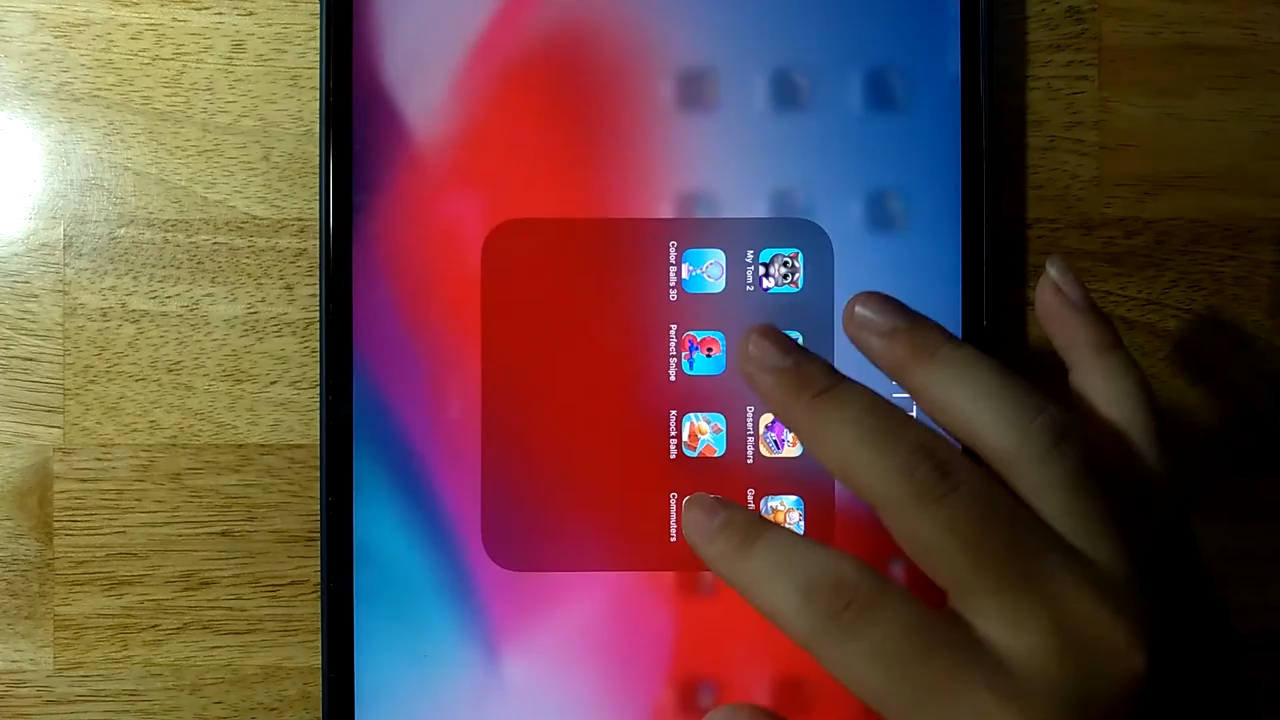 My Tom 2
Desert Riders
Color Balls 3D
Perfect Snipe
Knock Balls
Commuters